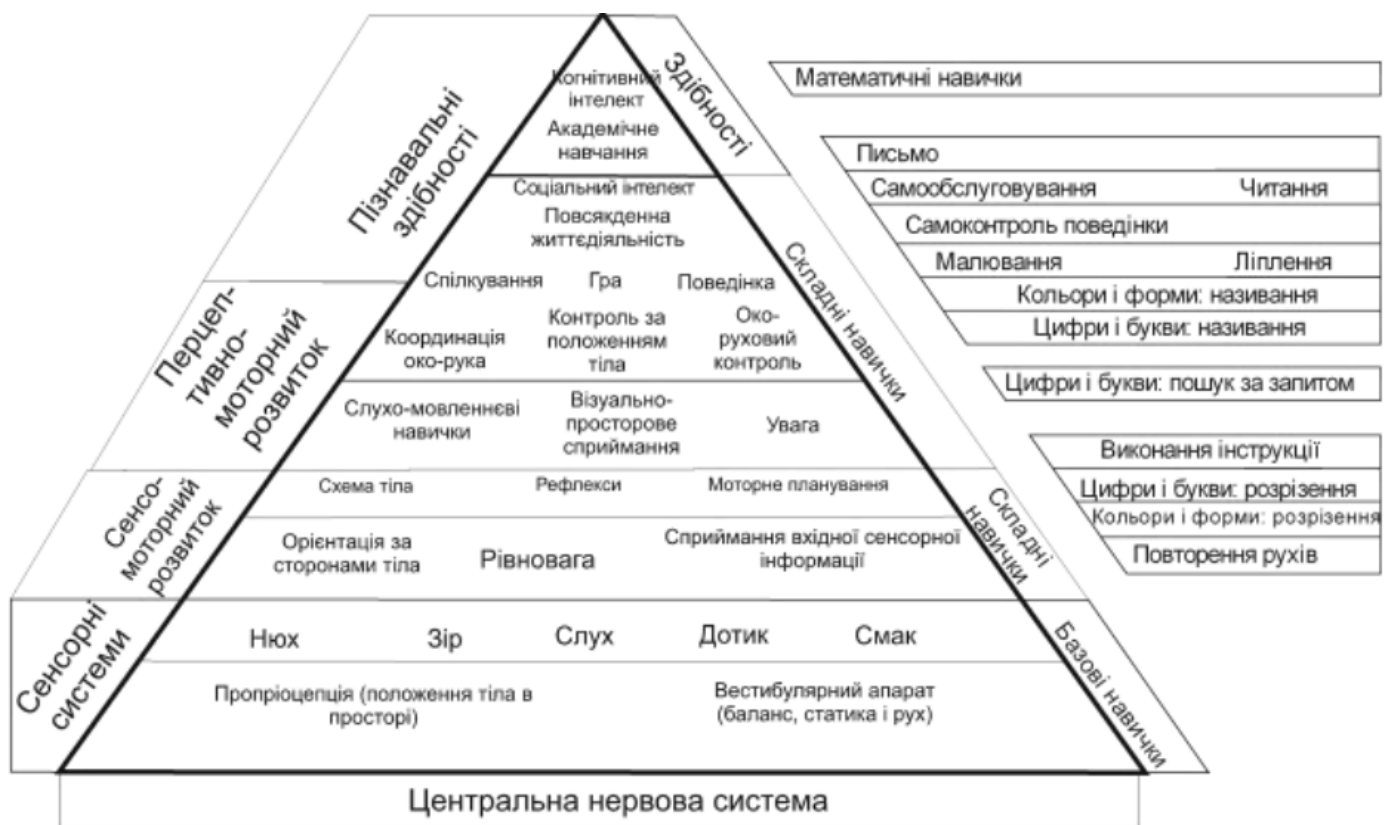 Когнітивний
інтелект
Академічне
навчання
Соціальний інтелект
Повсякденна
життєдіяльність
Спілкування Гра Поведінка
Координація
око-рука
Контроль за
положенням
тіла
Око-
руховий
контроль
Слухо-мовленнєві
навички
Візуально-
просторове
сприймання
Увага
Схема тіла Рефлекси Моторне планування
Орієнтація за
сторонами тіла
Рівновага
Сприймання вхідної сенсорної
інформації
Нюх Зір Слух Дотик Смак
Пропріоцепція (положення тіла в
просторі)
Вестибулярний апарат
(баланс, статика і рух)
Центральна нервова система
Пізнавальні
здібності
Перцеп-
тивно-
моторний
розвиток
Сенсо-
моторний
розвиток
Сенсорні
системи
Здібності
Складні навички
Складні
навички
Базові навички
Математичні навички
Письмо
Самообслуговування Читання
Самоконтроль поведінки
Малювання Ліплення
Кольори і форми: називання
Цифри і букви: називання
Цифри і букви: пошук за запитом
Виконання інструкції
Цифри і букви: розрізення
Кольори і форми: розрізення
Повторення рухів